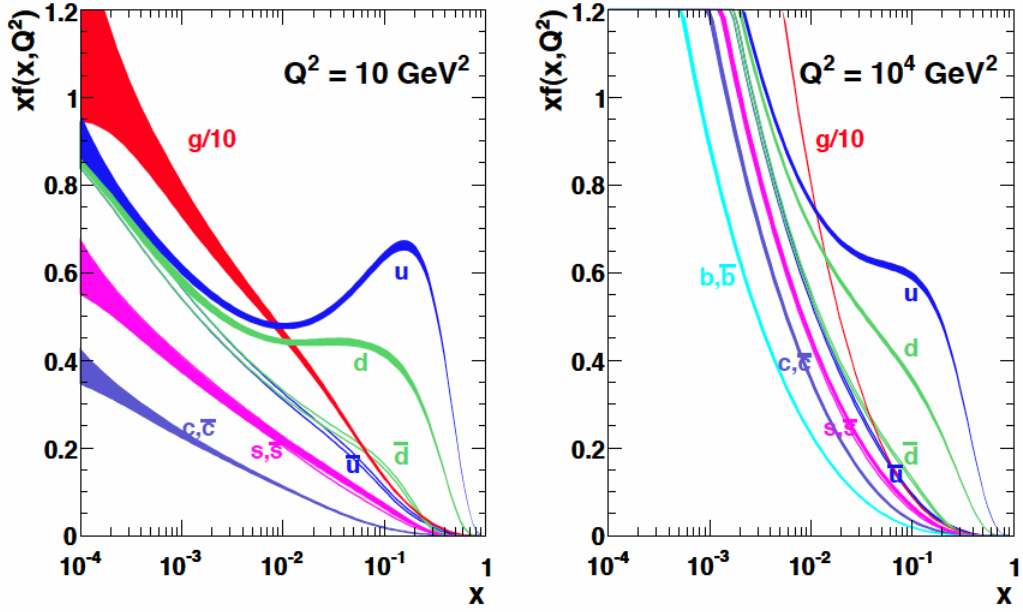 xf(x,Q²)
1.2
1
0.8
0.6
0.4
0.2
0
Q² = 10 GeV²
g/10
u
d
c,c̅
s,s̅
u̅
d̅
10⁻⁴ 10⁻³ 10⁻² 10⁻¹ 1
x
xf(x,Q²)
1.2
1
0.8
0.6
0.4
0.2
0
Q² = 10⁴ GeV²
g/10
b,b̅
u
d
c,c̅
s,s̅
d̅
u̅
10⁻⁴ 10⁻³ 10⁻² 10⁻¹ 1
x